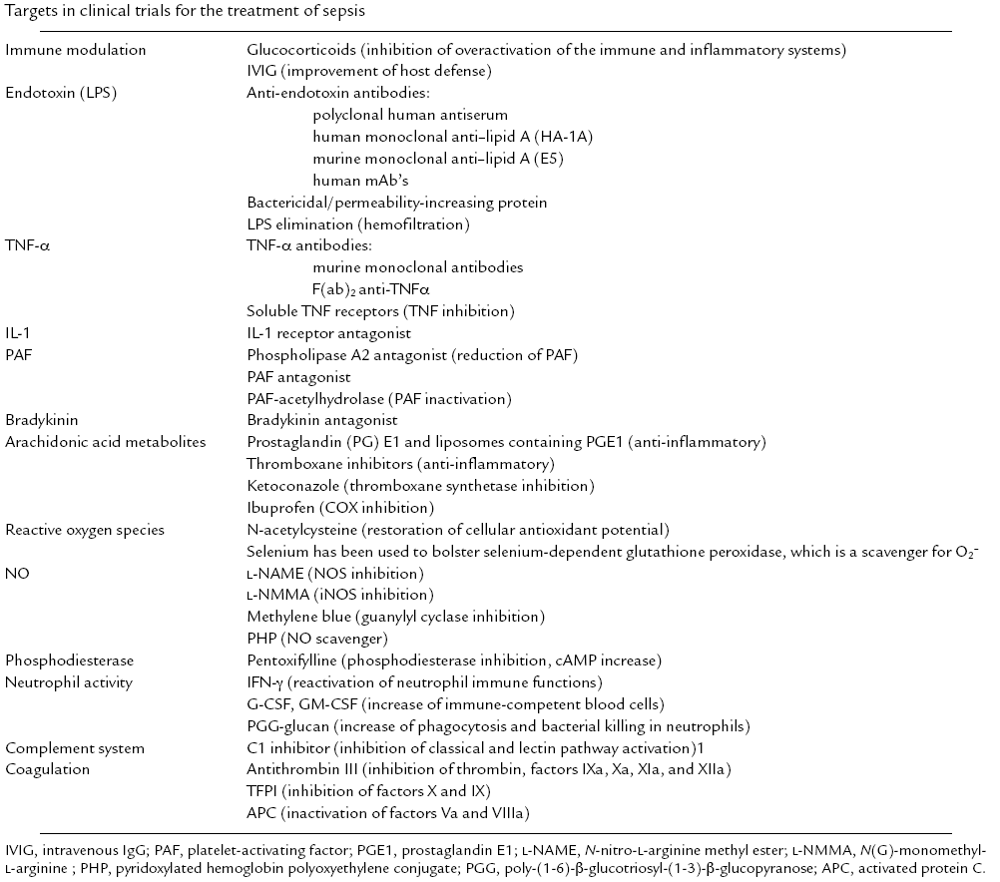 Targets in clinical trials for the treatment of sepsis
Immune modulation Glucocorticoids (inhibition of overactivation of the immune and inflammatory systems)
IVIG (improvement of host defense)
Endotoxin (LPS) Anti-endotoxin antibodies:
polyclonal human antiserum
human monoclonal anti–lipid A (HA-1A)
murine monoclonal anti–lipid A (E5)
human mAb's
Bactericidal/permeability-increasing protein
LPS elimination (hemofiltration)
TNF-α TNF-α antibodies:
murine monoclonal antibodies
F(ab)₂ anti-TNFα
Soluble TNF receptors (TNF inhibition)
IL-1 IL-1 receptor antagonist
PAF Phospholipase A2 antagonist (reduction of PAF)
PAF antagonist
PAF-acetylhydrolase (PAF inactivation)
Bradykinin Bradykinin antagonist
Arachidonic acid metabolites Prostaglandin (PG) E1 and liposomes containing PGE1 (anti-inflammatory)
Thromboxane inhibitors (anti-inflammatory)
Ketoconazole (thromboxane synthetase inhibition)
Ibuprofen (COX inhibition)
Reactive oxygen species N-acetylcysteine (restoration of cellular antioxidant potential)
Selenium has been used to bolster selenium-dependent glutathione peroxidase, which is a scavenger for O₂⁻
NO L-NAME (NOS inhibition)
L-NMMA (iNOS inhibition)
Methylene blue (guanylyl cyclase inhibition)
PHP (NO scavenger)
Phosphodiesterase Pentoxifylline (phosphodiesterase inhibition, cAMP increase)
Neutrophil activity IFN-γ (reactivation of neutrophil immune functions)
G-CSF, GM-CSF (increase of immune-competent blood cells)
PGG-glucan (increase of phagocytosis and bacterial killing in neutrophils)
Complement system C1 inhibitor (inhibition of classical and lectin pathway activation)1
Coagulation Antithrombin III (inhibition of thrombin, factors IXa, Xa, XIa, and XIIa)
TFPI (inhibition of factors X and IX)
APC (inactivation of factors Va and VIIIa)
IVIG, intravenous IgG; PAF, platelet-activating factor; PGE1, prostaglandin E1; L-NAME, N-nitro-L-arginine methyl ester; L-NMMA, N(G)-monomethyl-
L-arginine ; PHP, pyridoxylated hemoglobin polyoxyethylene conjugate; PGG, poly-(1-6)-β-glucotriosyl-(1-3)-β-glucopyranose; APC, activated protein C.